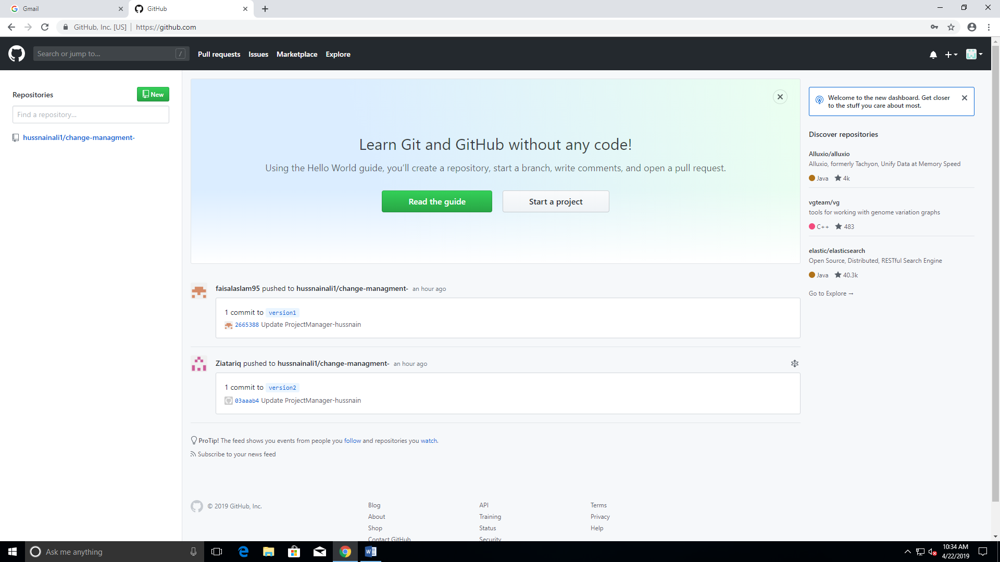 Gmail
GitHub
GitHub, Inc. [US] | https://github.com
Search or jump to...
/
Pull requests
Issues
Marketplace
Explore
Repositories
New
Find a repository...
hussnainali1/change-managment-
Learn Git and GitHub without any code!
Using the Hello World guide, you’ll create a repository, start a branch, write comments, and open a pull request.
Read the guide
Start a project
faisalaslam95 pushed to hussnainali1/change-managment- an hour ago
1 commit to version1
2665388 Update ProjectManager-hussnain
Ziatariq pushed to hussnainali1/change-managment- an hour ago
1 commit to version2
03aaab4 Update ProjectManager-hussnain
ProTip! The feed shows you events from people you follow and repositories you watch.
Subscribe to your news feed
Welcome to the new dashboard. Get closer
to the stuff you care about most.
Discover repositories
Alluxio/alluxio
Alluxio, formerly Tachyon, Unify Data at Memory Speed
Java 4k
vgteam/vg
tools for working with genome variation graphs
C++ 483
elastic/elasticsearch
Open Source, Distributed, RESTful Search Engine
Java 40.3k
Go to Explore →
© 2019 GitHub, Inc.
Blog
About
Shop
Contact GitHub
API
Training
Status
Security
Terms
Privacy
Help
Ask me anything
10:34 AM
4/22/2019